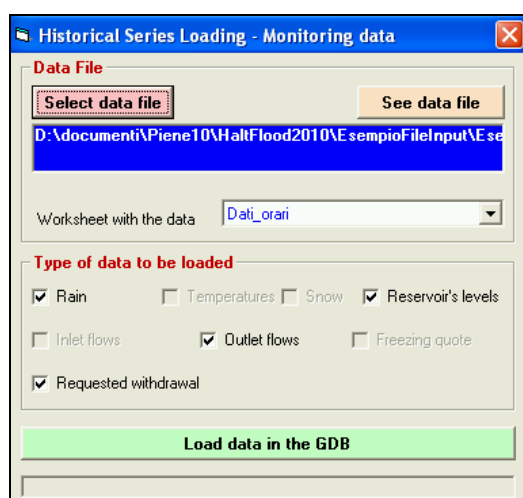 Historical Series Loading - Monitoring data
Data File
Select data file See data file
D:\documenti\Piene10\HaltFlood2010\EsempioFileInput\Ese
Worksheet with the data Dati_orari
Type of data to be loaded
Rain Temperatures Snow Reservoir's levels
Inlet flows Outlet flows Freezing quote
Requested withdrawal
Load data in the GDB